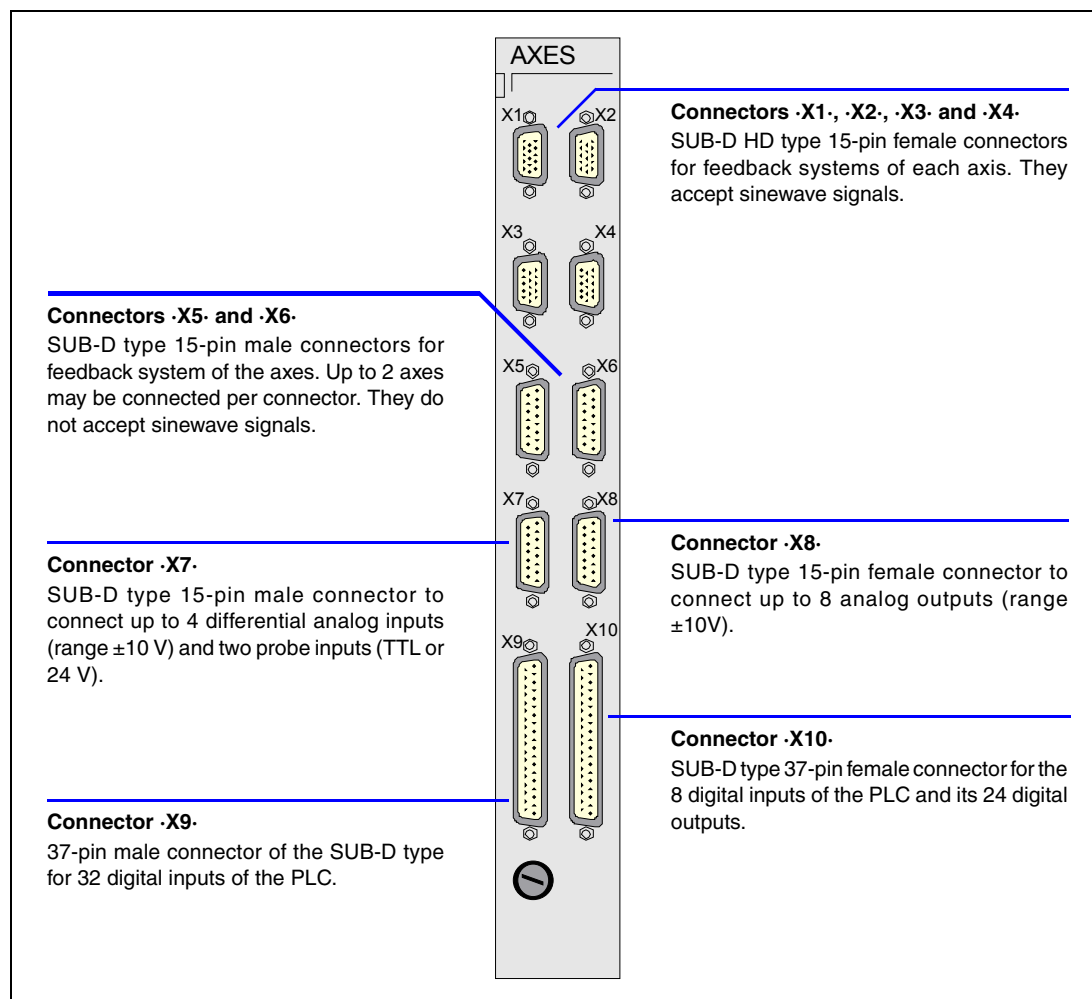 AXES
X1
X2
X3
X4
X5
X6
X7
X8
X9
X10
Connectors ·X1·, ·X2·, ·X3· and ·X4·
SUB-D HD type 15-pin female connectors
for feedback systems of each axis. They
accept sinewave signals.
Connectors ·X5· and ·X6·
SUB-D type 15-pin male connectors for
feedback system of the axes. Up to 2 axes
may be connected per connector. They do
not accept sinewave signals.
Connector ·X7·
SUB-D type 15-pin male connector to
connect up to 4 differential analog inputs
(range ±10 V) and two probe inputs (TTL or
24 V).
Connector ·X8·
SUB-D type 15-pin female connector to
connect up to 8 analog outputs (range
±10V).
Connector ·X9·
37-pin male connector of the SUB-D type
for 32 digital inputs of the PLC.
Connector ·X10·
SUB-D type 37-pin female connector for the
8 digital inputs of the PLC and its 24 digital
outputs.